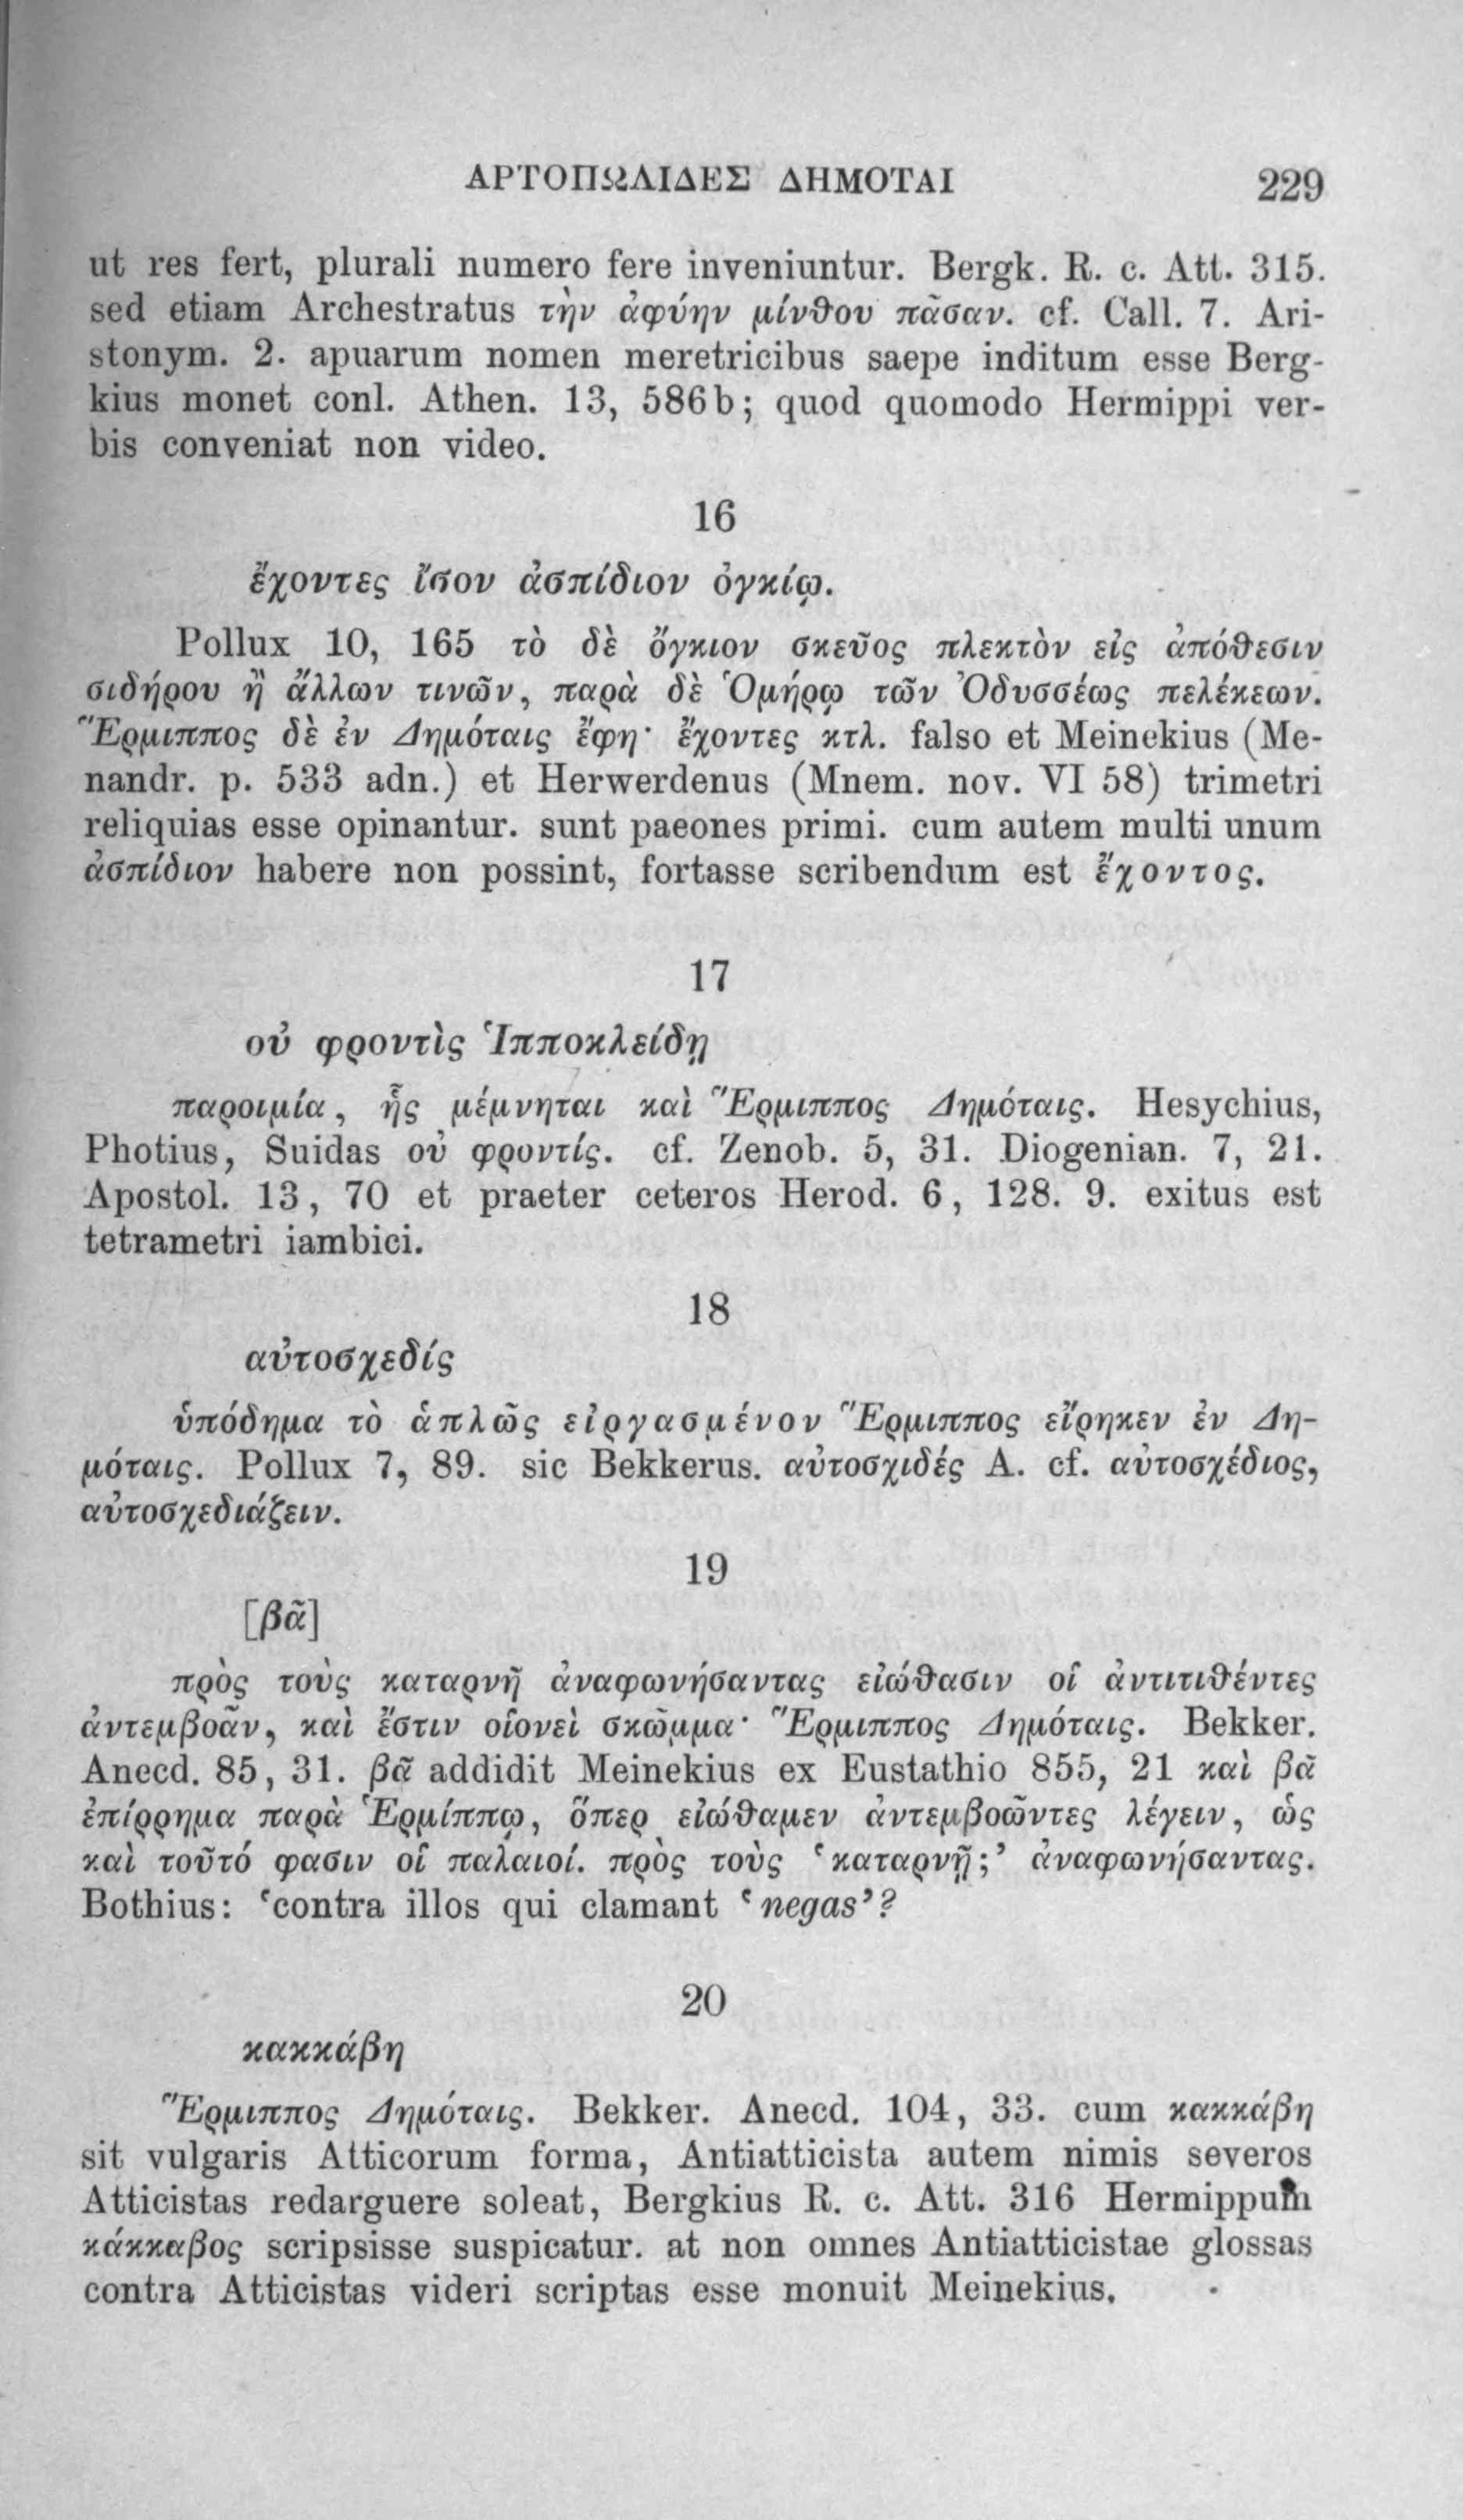 ΑΡΤΟΠΩΛΙΔΕΣ ΔΗΜΟΤΑΙ 229
ut res fert, plurali numero fere inveniuntur. Bergk. R. c. Att. 315.
sed etiam Archestratus τὴν ἀφύην μίνθου πᾶσαν. cf. Call. 7. Ari-
stonym. 2. apuarum nomen meretricibus saepe inditum esse Berg-
kius monet conl. Athen. 13, 586b; quod quomodo Hermippi ver-
bis conveniat non video.
16
ἔχοντες ἴσον ἀσπίδιον ὀγκίῳ.
Pollux 10, 165 τὸ δὲ ὄγκιον σκεῦος πλεκτὸν εἰς ἀπόθεσιν
σιδήρου ἢ ἄλλων τινῶν, παρὰ δὲ Ὁμήρῳ τῶν Ὀδυσσέως πελέκεων.
Ἕρμιππος δὲ ἐν Δημόταις ἔφη· ἔχοντες κτλ. falso et Meinekius (Me-
nandr. p. 533 adn.) et Herwerdenus (Mnem. nov. VI 58) trimetri
reliquias esse opinantur. sunt paeones primi. cum autem multi unum
ἀσπίδιον habere non possint, fortasse scribendum est ἔχοντος.
17
οὐ φροντὶς Ἱπποκλείδῃ
παροιμία, ἧς μέμνηται καὶ Ἕρμιππος Δημόταις. Hesychius,
Photius, Suidas οὐ φροντίς. cf. Zenob. 5, 31. Diogenian. 7, 21.
Apostol. 13, 70 et praeter ceteros Herod. 6, 128. 9. exitus est
tetrametri iambici.
18
αὐτοσχεδίς
ὑπόδημα τὸ ἁπλῶς εἰργασμένον Ἕρμιππος εἴρηκεν ἐν Δη-
μόταις. Pollux 7, 89. sic Bekkerus. αὐτοσχιδές A. cf. αὐτοσχέδιος,
αὐτοσχεδιάζειν.
19
[βᾶ]
πρὸς τοὺς καταρνῇ ἀναφωνήσαντας εἰώθασιν οἱ ἀντιτιθέντες
ἀντεμβοᾶν, καὶ ἔστιν οἱονεὶ σκῶμμα· Ἕρμιππος Δημόταις. Bekker.
Anecd. 85, 31. βᾶ addidit Meinekius ex Eustathio 855, 21 καὶ βᾶ
ἐπίρρημα παρὰ Ἑρμίππῳ, ὅπερ εἰώθαμεν ἀντεμβοῶντες λέγειν, ὡς
καὶ τοῦτό φασιν οἱ παλαιοί. πρὸς τοὺς ‘καταρνῇ;’ ἀναφωνήσαντας.
Bothius: ‘contra illos qui clamant ‘negas’?
20
κακκάβη
Ἕρμιππος Δημόταις. Bekker. Anecd. 104, 33. cum κακκάβη
sit vulgaris Atticorum forma, Antiatticista autem nimis severos
Atticistas redarguere soleat, Bergkius R. c. Att. 316 Hermippum
κάκκαβος scripsisse suspicatur. at non omnes Antiatticistae glossas
contra Atticistas videri scriptas esse monuit Meinekius.